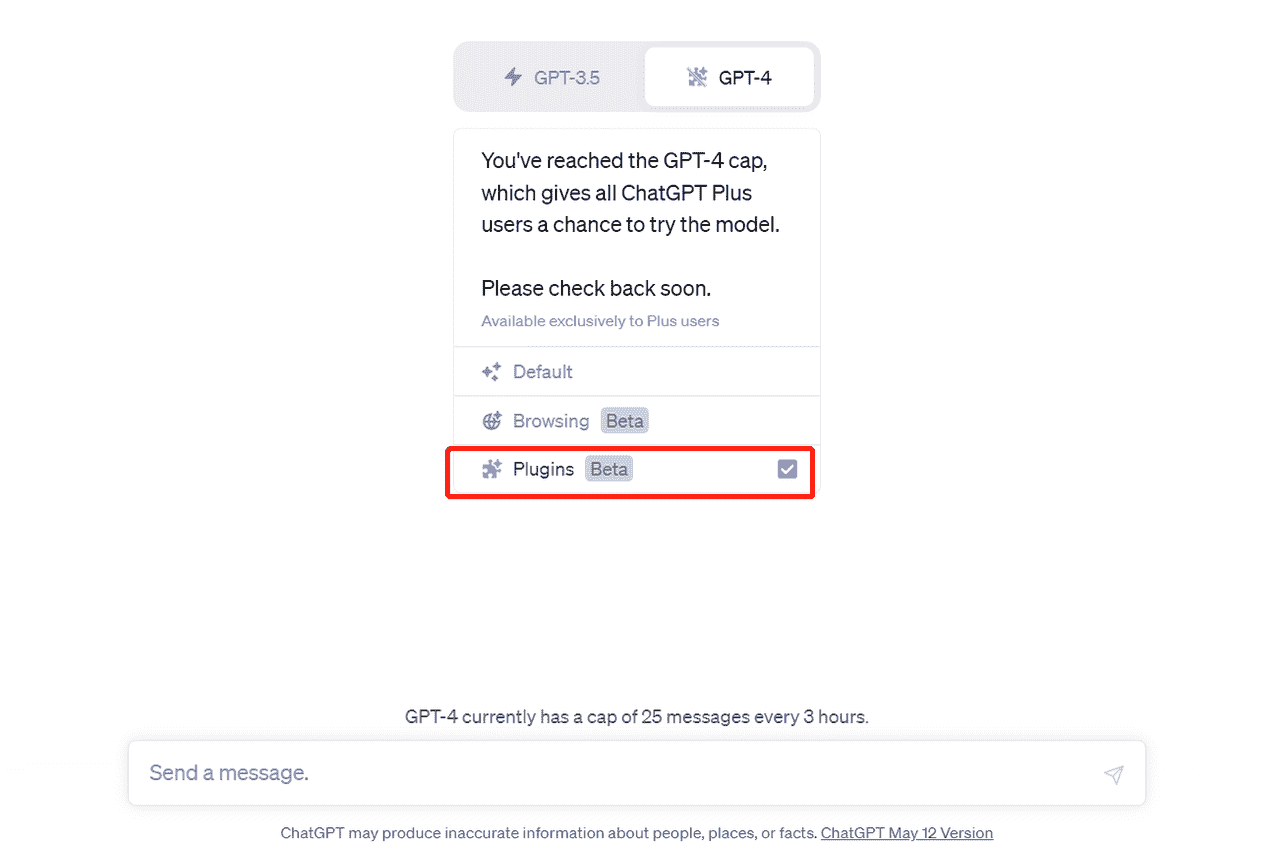 GPT-3.5
GPT-4
You've reached the GPT-4 cap,
which gives all ChatGPT Plus
users a chance to try the model.
Please check back soon.
Available exclusively to Plus users
Default
Browsing Beta
Plugins Beta
GPT-4 currently has a cap of 25 messages every 3 hours.
Send a message.
ChatGPT may produce inaccurate information about people, places, or facts. ChatGPT May 12 Version